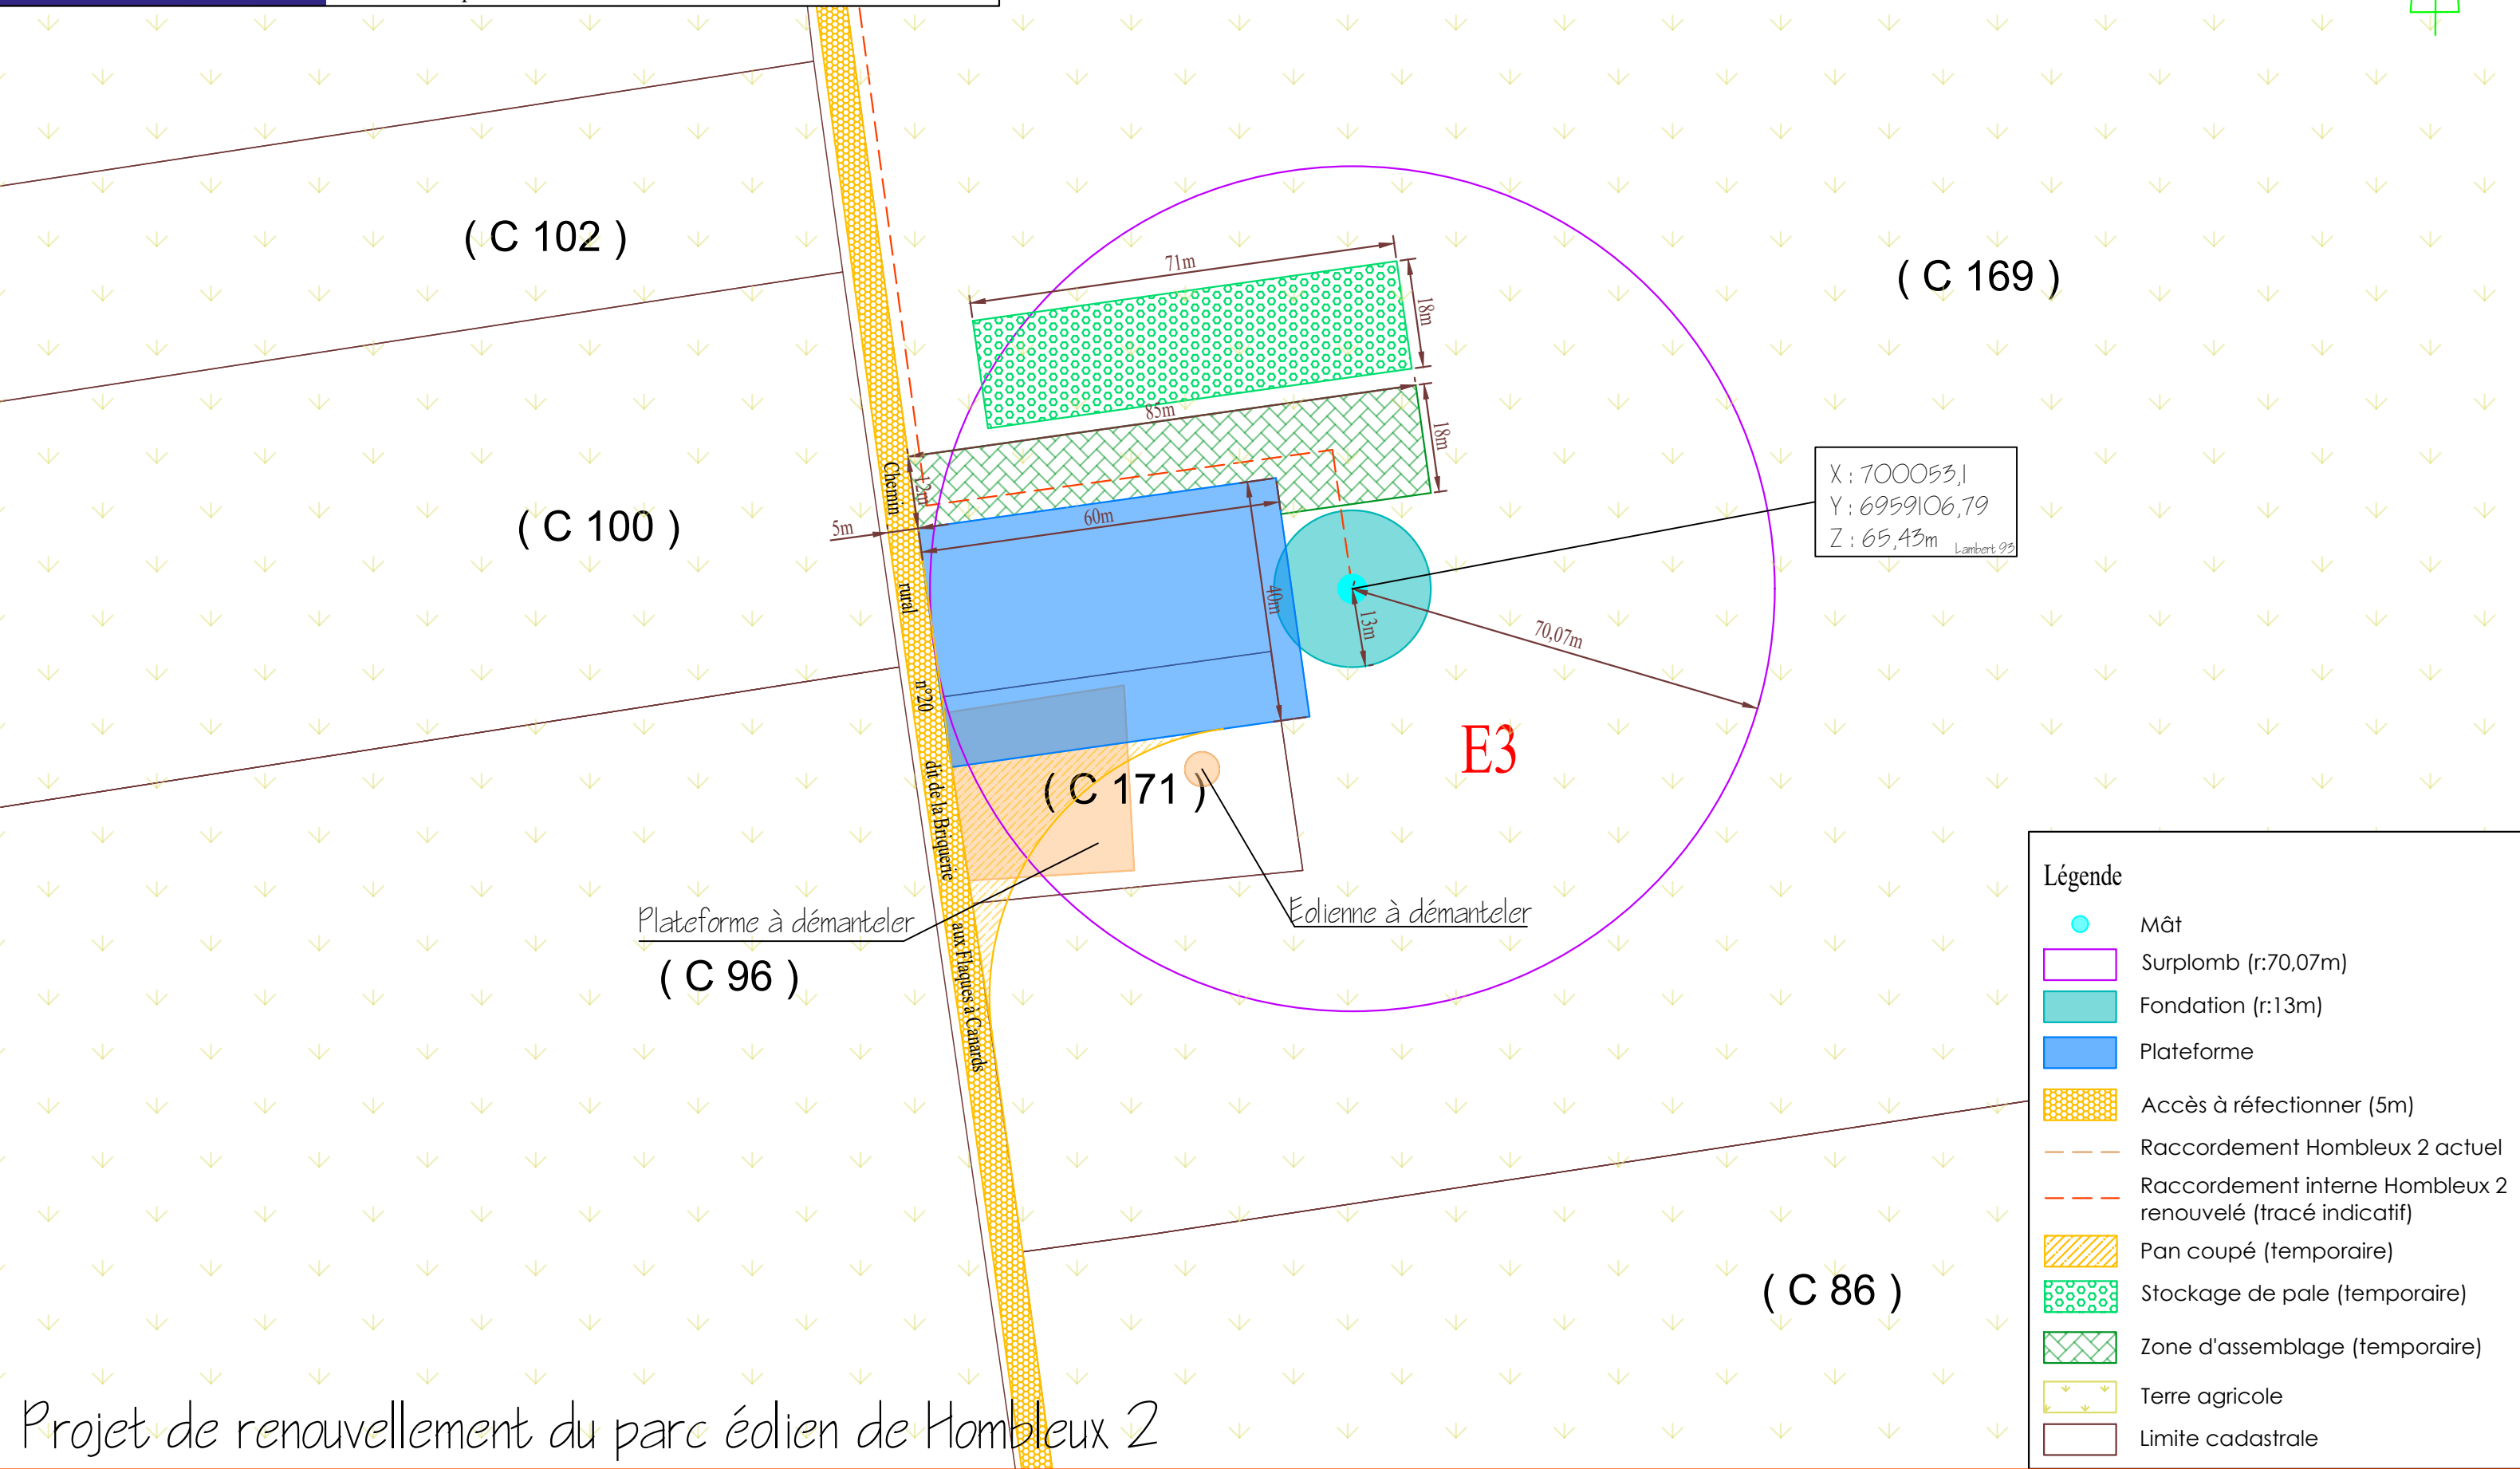 ( C 102 )
( C 169 )
71m
18m
85m
18m
12m
( C 100 )
5m
60m
40m
13m
70,07m
X : 700053,1
Y : 6959106,79
Z : 65,43m
Lambert 93
Chemin rural n°20 dit de la Briquerie aux Flaques à Canards
E3
( C 171 )
Plateforme à démanteler
Eolienne à démanteler
( C 96 )
( C 86 )
Légende
Mât
Surplomb (r:70,07m)
Fondation (r:13m)
Plateforme
Accès à réfectionner (5m)
Raccordement Hombleux 2 actuel
Raccordement interne Hombleux 2
renouvelé (tracé indicatif)
Pan coupé (temporaire)
Stockage de pale (temporaire)
Zone d'assemblage (temporaire)
Terre agricole
Limite cadastrale
Projet de renouvellement du parc éolien de Hombleux 2